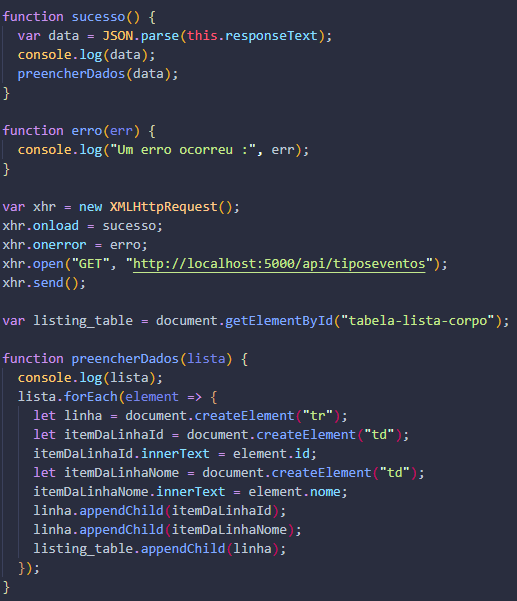 function sucesso() {
  var data = JSON.parse(this.responseText);
  console.log(data);
  preencherDados(data);
}

function erro(err) {
  console.log("Um erro ocorreu :", err);
}

var xhr = new XMLHttpRequest();
xhr.onload = sucesso;
xhr.onerror = erro;
xhr.open("GET", "http://localhost:5000/api/tiposeventos");
xhr.send();

var listing_table = document.getElementById("tabela-lista-corpo");

function preencherDados(lista) {
  console.log(lista);
  lista.forEach(element => {
    let linha = document.createElement("tr");
    let itemDaLinhaId = document.createElement("td");
    itemDaLinhaId.innerText = element.id;
    let itemDaLinhaNome = document.createElement("td");
    itemDaLinhaNome.innerText = element.nome;
    linha.appendChild(itemDaLinhaId);
    linha.appendChild(itemDaLinhaNome);
    listing_table.appendChild(linha);
  });
}